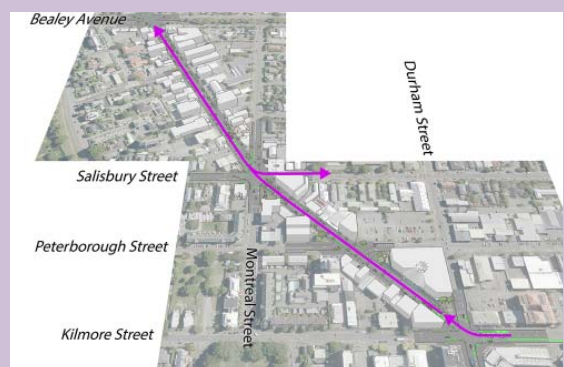 Bealey Avenue
Durham Street
Salisbury Street
Peterborough Street
Montreal Street
Kilmore Street